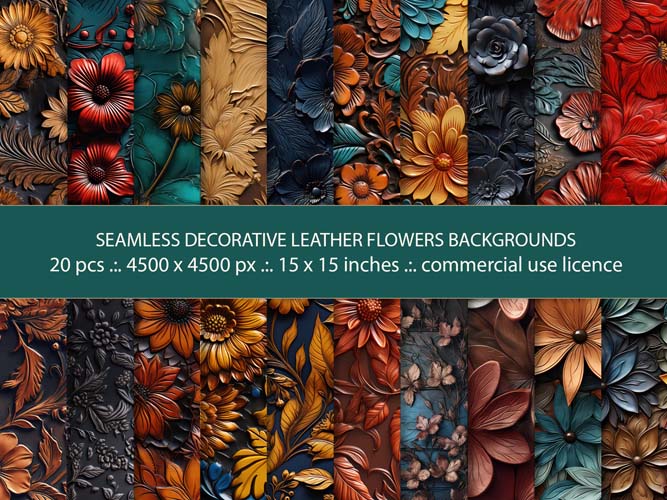 SEAMLESS DECORATIVE LEATHER FLOWERS BACKGROUNDS
20 pcs .:. 4500 x 4500 px .:. 15 x 15 inches .:. commercial use licence